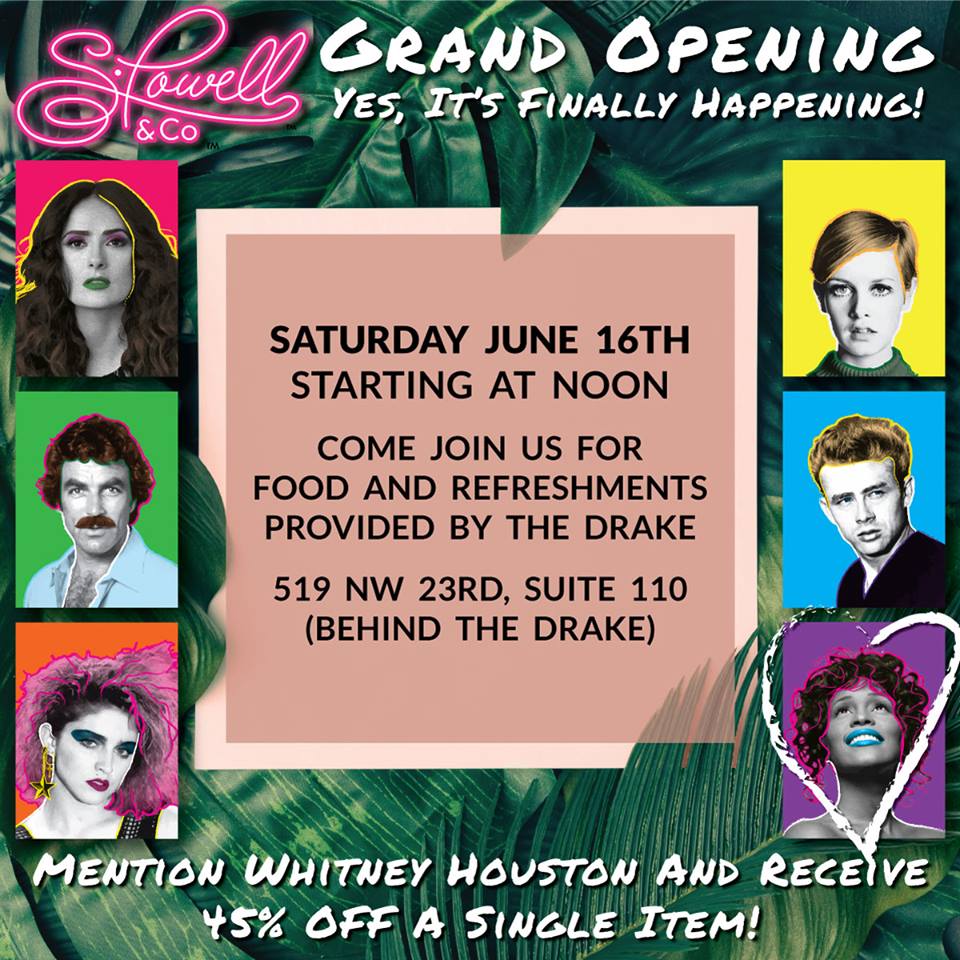 S. Powell
& Co
TM
TM
GRAND OPENING
YES, IT'S FINALLY HAPPENING!
SATURDAY JUNE 16TH
STARTING AT NOON
COME JOIN US FOR
FOOD AND REFRESHMENTS
PROVIDED BY THE DRAKE
519 NW 23RD, SUITE 110
(BEHIND THE DRAKE)
MENTION WHITNEY HOUSTON AND RECEIVE
45% OFF A SINGLE ITEM!